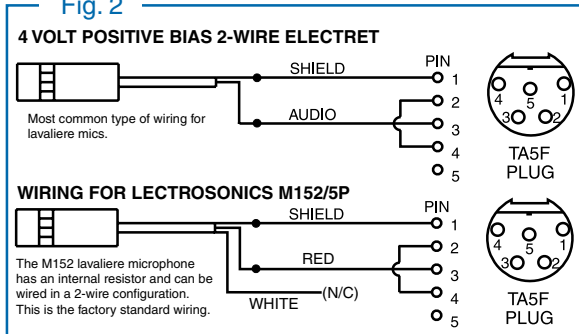 Fig. 2
4 VOLT POSITIVE BIAS 2-WIRE ELECTRET
PIN
SHIELD
1
2
AUDIO
3
4
5
Most common type of wiring for
lavaliere mics.
4 5 1
3 2
TA5F
PLUG
WIRING FOR LECTROSONICS M152/5P
PIN
SHIELD
1
2
RED
3
WHITE (N/C)
4
5
The M152 lavaliere microphone
has an internal resistor and can be
wired in a 2-wire configuration.
This is the factory standard wiring.
4 5 1
3 2
TA5F
PLUG